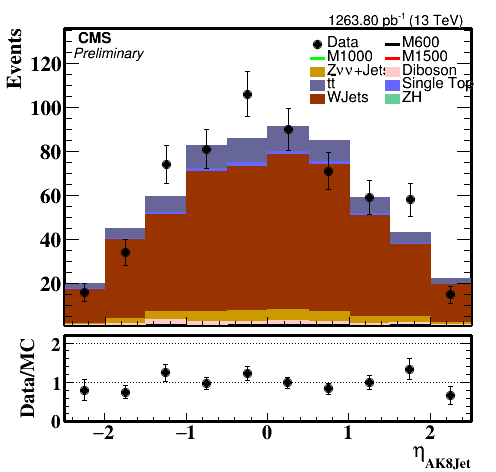 1263.80 pb⁻¹ (13 TeV)
CMS
Preliminary
Data
M600
M1000
M1500
Zνν+Jets
Diboson
tt
Single Top
WJets
ZH
Events
120
100
80
60
40
20
Data/MC
2
1
0
−2 −1 0 1 2
η_AK8Jet